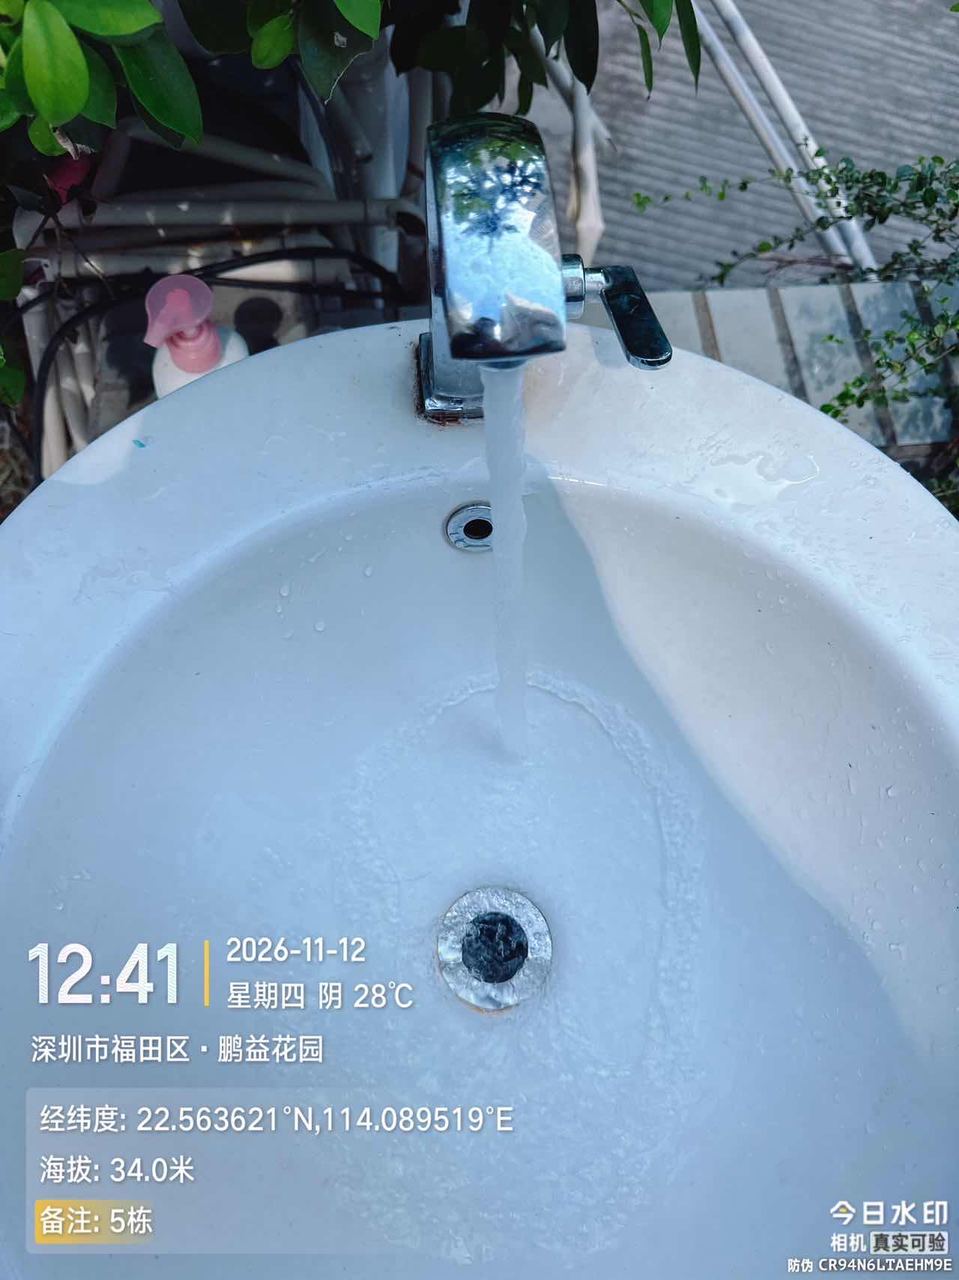 12:41
2026-11-12
星期四 阴 28℃
深圳市福田区·鹏益花园
经纬度: 22.563621°N,114.089519°E
海拔: 34.0米
备注: 5栋
今日水印
相机 真实可验
防伪 CR94N6LTAEHM9E